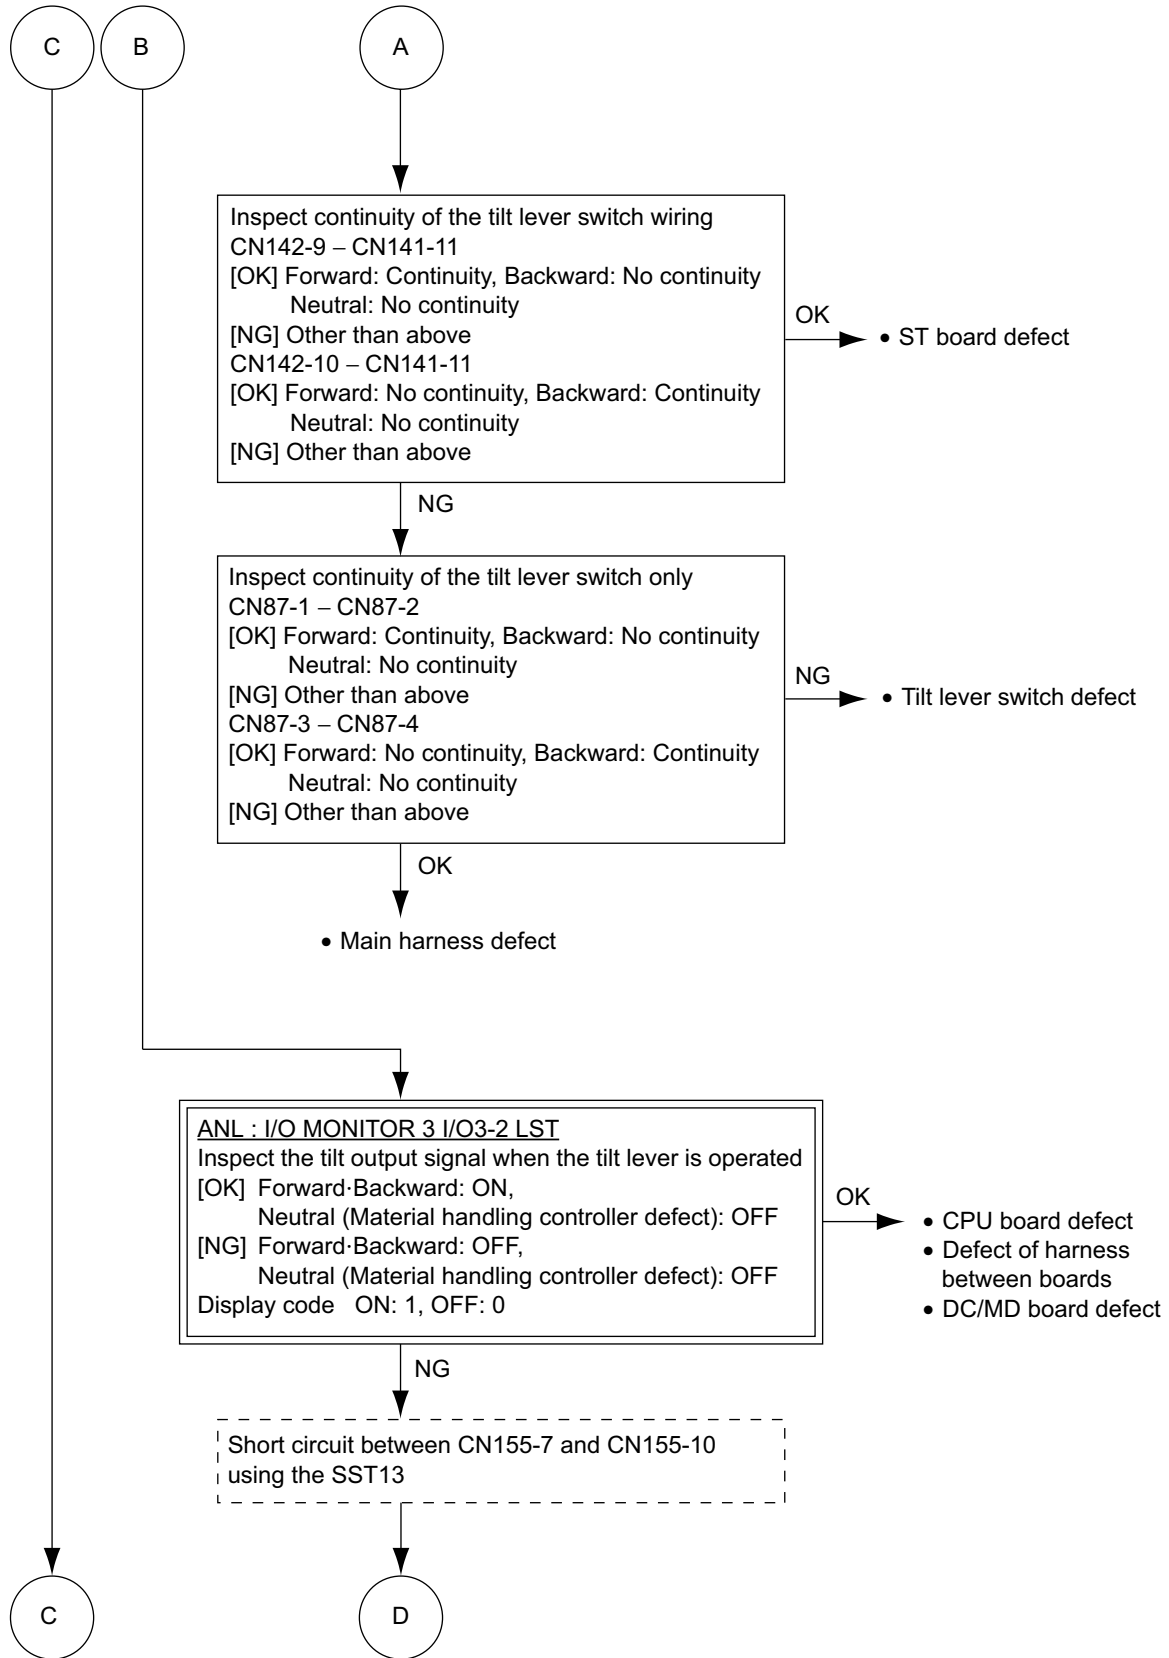 C
B
A
Inspect continuity of the tilt lever switch wiring
CN142-9 – CN141-11
[OK] Forward: Continuity, Backward: No continuity
Neutral: No continuity
[NG] Other than above
CN142-10 – CN141-11
[OK] Forward: No continuity, Backward: Continuity
Neutral: No continuity
[NG] Other than above
OK
• ST board defect
NG
Inspect continuity of the tilt lever switch only
CN87-1 – CN87-2
[OK] Forward: Continuity, Backward: No continuity
Neutral: No continuity
[NG] Other than above
CN87-3 – CN87-4
[OK] Forward: No continuity, Backward: Continuity
Neutral: No continuity
[NG] Other than above
NG
• Tilt lever switch defect
OK
• Main harness defect
ANL : I/O MONITOR 3 I/O3-2 LST
Inspect the tilt output signal when the tilt lever is operated
[OK] Forward·Backward: ON,
Neutral (Material handling controller defect): OFF
[NG] Forward·Backward: OFF,
Neutral (Material handling controller defect): OFF
Display code ON: 1, OFF: 0
OK
• CPU board defect
• Defect of harness
between boards
• DC/MD board defect
NG
Short circuit between CN155-7 and CN155-10
using the SST13
C
D